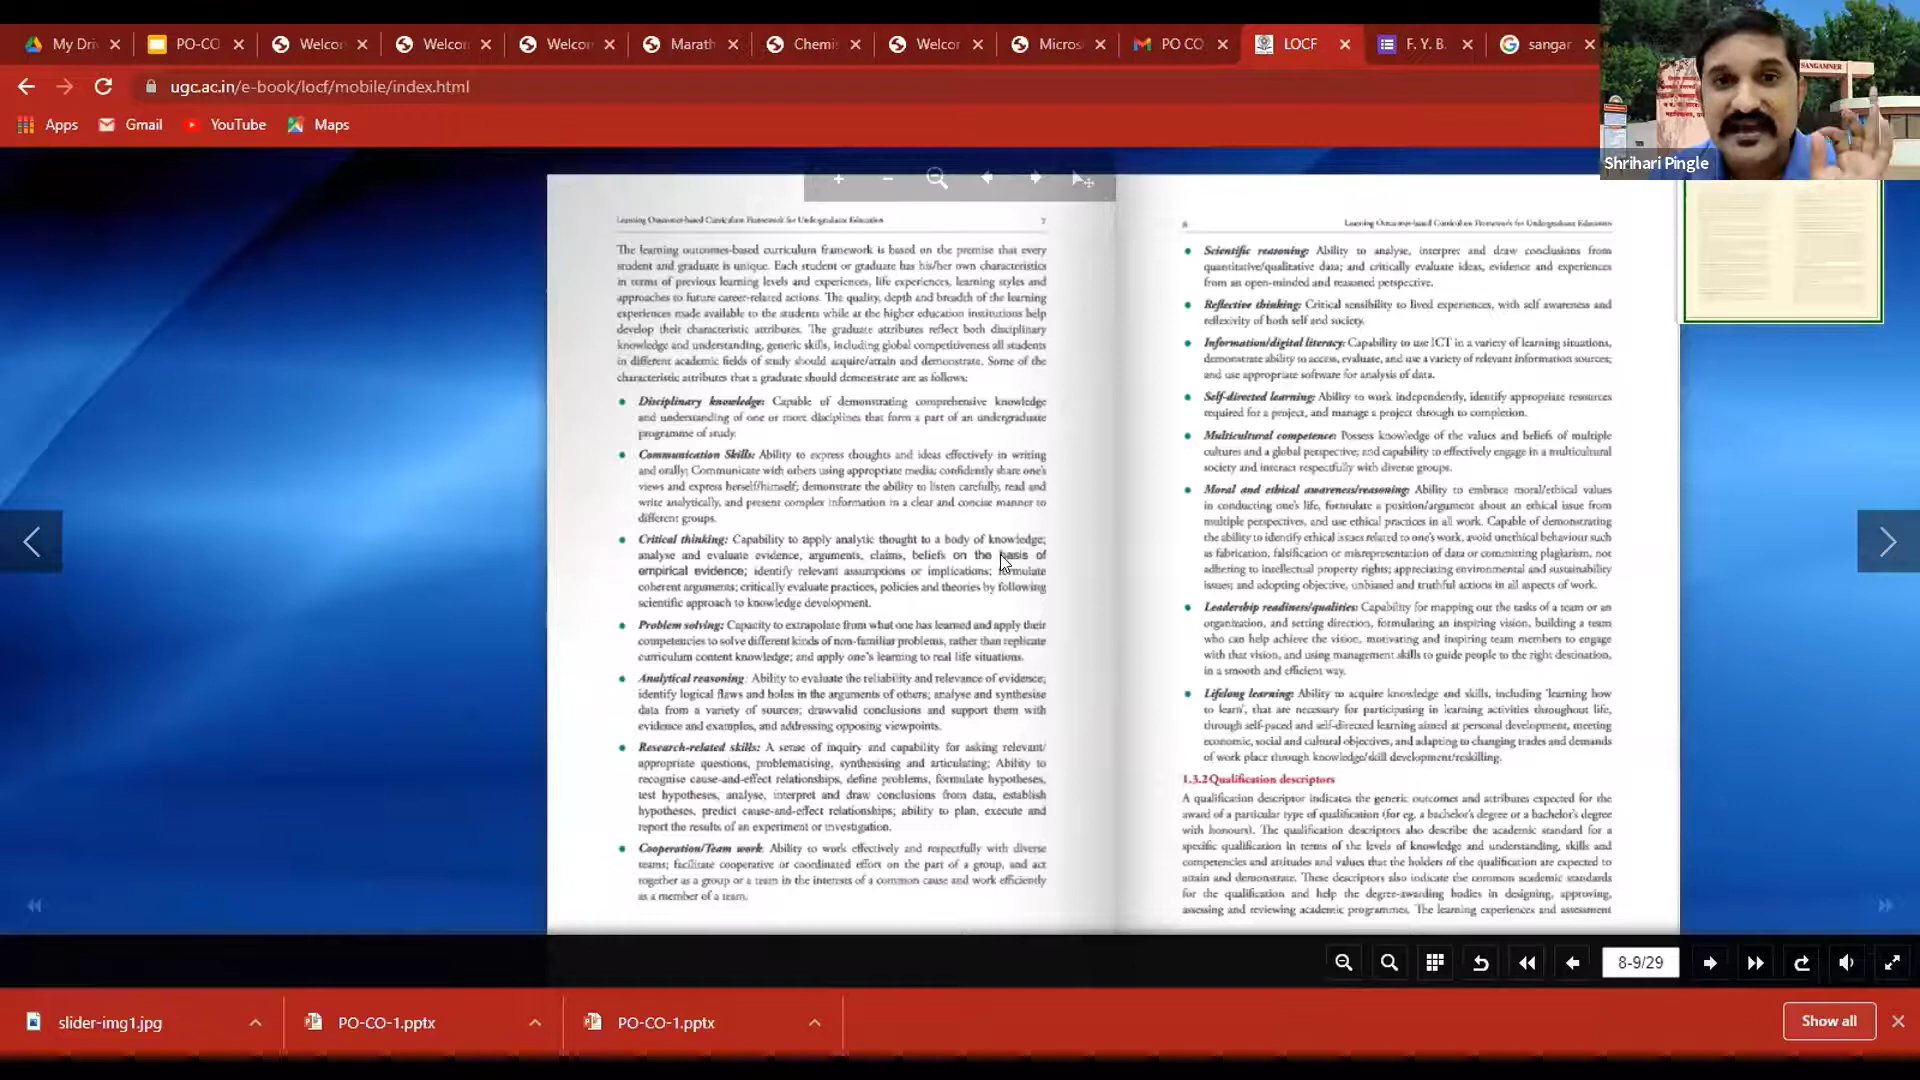 My Dri
PO-CO
Welcor
Welcor
Welcor
Marath
Chemi
Welcor
Micros
PO CO
LOCF
F. Y. B.
sangar
ugc.ac.in/e-book/locf/mobile/index.html
Apps
Gmail
YouTube
Maps
SANGAMNER
Shrihari Pingle
Learning Outcomes-based Curriculum Framework for Undergraduate Education 7
The learning outcomes-based curriculum framework is based on the premise that every
student and graduate is unique. Each student or graduate has his/her own characteristics
in terms of previous learning levels and experiences, life experiences, learning styles and
approaches to future career-related actions. The quality, depth and breadth of the learning
experiences made available to the students while at the higher education institutions help
develop their characteristic attributes. The graduate attributes reflect both disciplinary
knowledge and understanding, generic skills, including global competitiveness all students
in different academic fields of study should acquire/attain and demonstrate. Some of the
characteristic attributes that a graduate should demonstrate are as follows:
• Disciplinary knowledge: Capable of demonstrating comprehensive knowledge
and understanding of one or more disciplines that form a part of an undergraduate
programme of study.
• Communication Skills: Ability to express thoughts and ideas effectively in writing
and orally; Communicate with others using appropriate media; confidently share one's
views and express herself/himself; demonstrate the ability to listen carefully, read and
write analytically, and present complex information in a clear and concise manner to
different groups.
• Critical thinking: Capability to apply analytic thought to a body of knowledge;
analyse and evaluate evidence, arguments, claims, beliefs on the basis of
empirical evidence; identify relevant assumptions or implications; formulate
coherent arguments; critically evaluate practices, policies and theories by following
scientific approach to knowledge development.
• Problem solving: Capacity to extrapolate from what one has learned and apply their
competencies to solve different kinds of non-familiar problems, rather than replicate
curriculum content knowledge; and apply one's learning to real life situations.
• Analytical reasoning: Ability to evaluate the reliability and relevance of evidence;
identify logical flaws and holes in the arguments of others; analyse and synthesise
data from a variety of sources; drawvalid conclusions and support them with
evidence and examples, and addressing opposing viewpoints.
• Research-related skills: A sense of inquiry and capability for asking relevant/
appropriate questions, problematising, synthesising and articulating; Ability to
recognise cause-and-effect relationships, define problems, formulate hypotheses,
test hypotheses, analyse, interpret and draw conclusions from data, establish
hypotheses, predict cause-and-effect relationships; ability to plan, execute and
report the results of an experiment or investigation.
• Cooperation/Team work: Ability to work effectively and respectfully with diverse
teams; facilitate cooperative or coordinated effort on the part of a group, and act
together as a group or a team in the interests of a common cause and work efficiently
as a member of a team.
8 Learning Outcomes-based Curriculum Framework for Undergraduate Education
• Scientific reasoning: Ability to analyse, interpret and draw conclusions from
quantitative/qualitative data; and critically evaluate ideas, evidence and experiences
from an open-minded and reasoned perspective.
• Reflective thinking: Critical sensibility to lived experiences, with self awareness and
reflexivity of both self and society.
• Information/digital literacy: Capability to use ICT in a variety of learning situations,
demonstrate ability to access, evaluate, and use a variety of relevant information sources;
and use appropriate software for analysis of data.
• Self-directed learning: Ability to work independently, identify appropriate resources
required for a project, and manage a project through to completion.
• Multicultural competence: Possess knowledge of the values and beliefs of multiple
cultures and a global perspective; and capability to effectively engage in a multicultural
society and interact respectfully with diverse groups.
• Moral and ethical awareness/reasoning: Ability to embrace moral/ethical values
in conducting one's life, formulate a position/argument about an ethical issue from
multiple perspectives, and use ethical practices in all work. Capable of demonstrating
the ability to identify ethical issues related to one's work, avoid unethical behaviour such
as fabrication, falsification or misrepresentation of data or committing plagiarism, not
adhering to intellectual property rights; appreciating environmental and sustainability
issues; and adopting objective, unbiased and truthful actions in all aspects of work.
• Leadership readiness/qualities: Capability for mapping out the tasks of a team or an
organization, and setting direction, formulating an inspiring vision, building a team
who can help achieve the vision, motivating and inspiring team members to engage
with that vision, and using management skills to guide people to the right destination,
in a smooth and efficient way.
• Lifelong learning: Ability to acquire knowledge and skills, including 'learning how
to learn', that are necessary for participating in learning activities throughout life,
through self-paced and self-directed learning aimed at personal development, meeting
economic, social and cultural objectives, and adapting to changing trades and demands
of work place through knowledge/skill development/reskilling.
1.3.2 Qualification descriptors
A qualification descriptor indicates the generic outcomes and attributes expected for the
award of a particular type of qualification (for eg. a bachelor's degree or a bachelor's degree
with honours). The qualification descriptors also describe the academic standard for a
specific qualification in terms of the levels of knowledge and understanding, skills and
competencies and attitudes and values that the holders of the qualification are expected to
attain and demonstrate. These descriptors also indicate the common academic standards
for the qualification and help the degree-awarding bodies in designing, approving,
assessing and reviewing academic programmes. The learning experiences and assessment
8-9/29
slider-img1.jpg
PO-CO-1.pptx
PO-CO-1.pptx
Show all